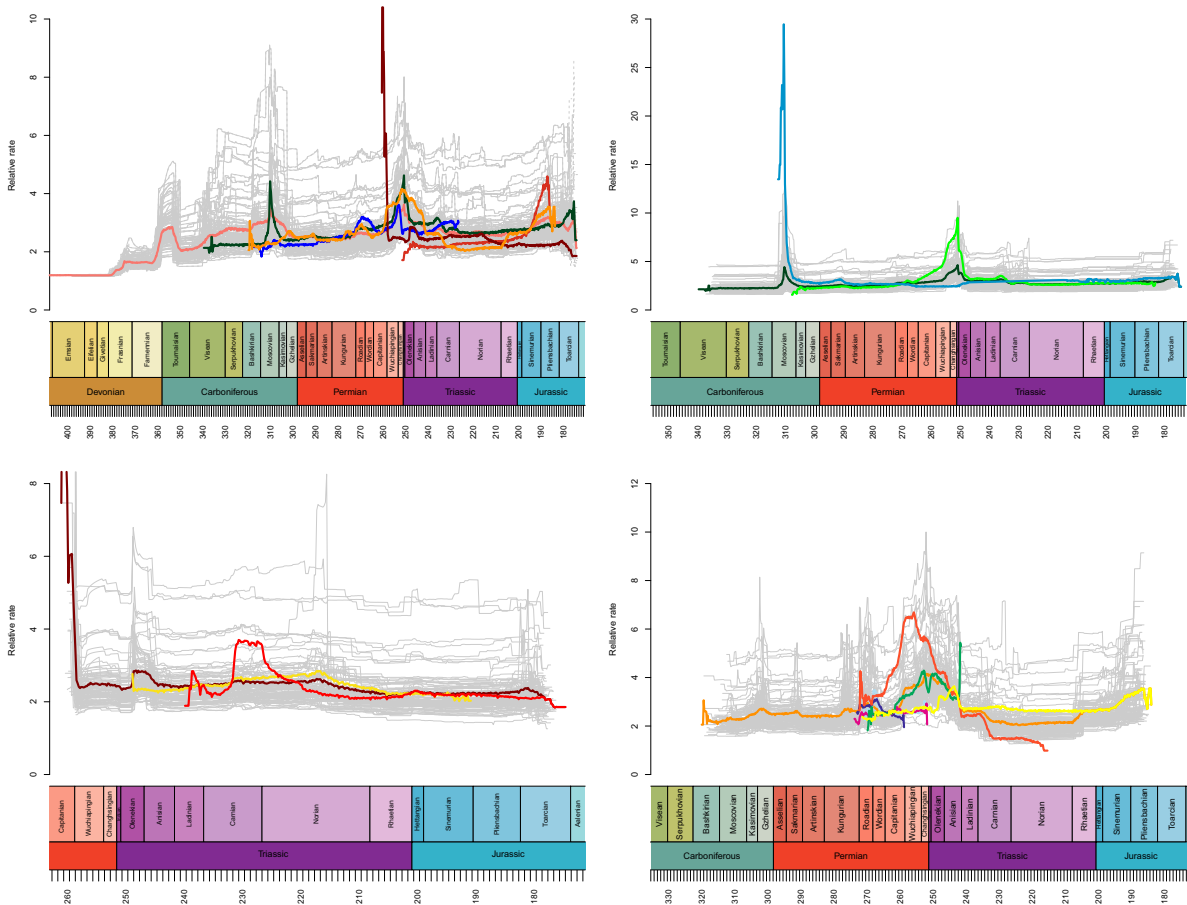 Relative rate
0 2 4 6 8 10
Emsian Eifelian Givetian Frasnian Famennian Tournaisian Visean Serpukhovian Bashkirian Moscovian Kasimovian Gzhelian Asselian Sakmarian Artinskian Kungurian Roadian Wordian Capitanian Wuchiapingian Olenekian Anisian Ladinian Carnian Norian Rhaetian Sinemurian Pliensbachian Toarcian
Devonian Carboniferous Permian Triassic Jurassic
400 390 380 370 360 350 340 330 320 310 300 290 280 270 260 250 240 230 220 210 200 190 180
Relative rate
0 5 10 15 20 25 30
Tournaisian Visean Serpukhovian Bashkirian Moscovian Kasimovian Gzhelian Asselian Sakmarian Artinskian Kungurian Roadian Wordian Capitanian Wuchiapingian Changhsingian Olenekian Anisian Ladinian Carnian Norian Rhaetian Hettangian Sinemurian Pliensbachian Toarcian
Carboniferous Permian Triassic Jurassic
350 340 330 320 310 300 290 280 270 260 250 240 230 220 210 200 190 180
Relative rate
0 2 4 6 8
Capitanian Wuchiapingian Changhsingian Olenekian Anisian Ladinian Carnian Norian Rhaetian Hettangian Sinemurian Pliensbachian Toarcian Aalenian
Triassic Jurassic
260 250 240 230 220 210 200 190 180
Rellative rate
0 2 4 6 8 10 12
Visean Serpukhovian Bashkirian Moscovian Kasimovian Gzhelian Asselian Sakmarian Artinskian Kungurian Roadian Wordian Capitanian Wuchiapingian Changhsingian Olenekian Anisian Ladinian Carnian Norian Rhaetian Hettangian Sinemurian Pliensbachian Toarcian
Carboniferous Permian Triassic Jurassic
330 320 310 300 290 280 270 260 250 240 230 220 210 200 190 180